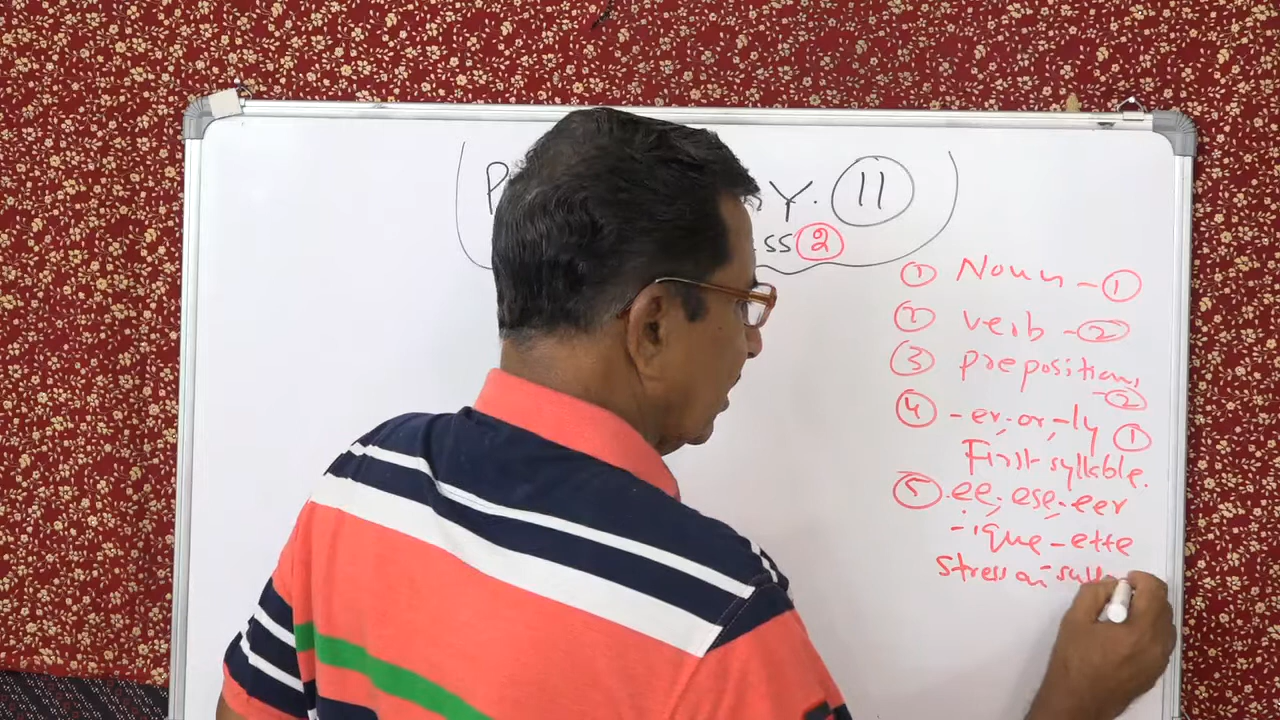 Y. 11
ss 2
1 Noun - 1
2 verb - 2
3 prepositions
- 2
4 - er, -or, -ly 1
First syllable.
5 -ee, -ese, -eer
-ique -ette
Stress on